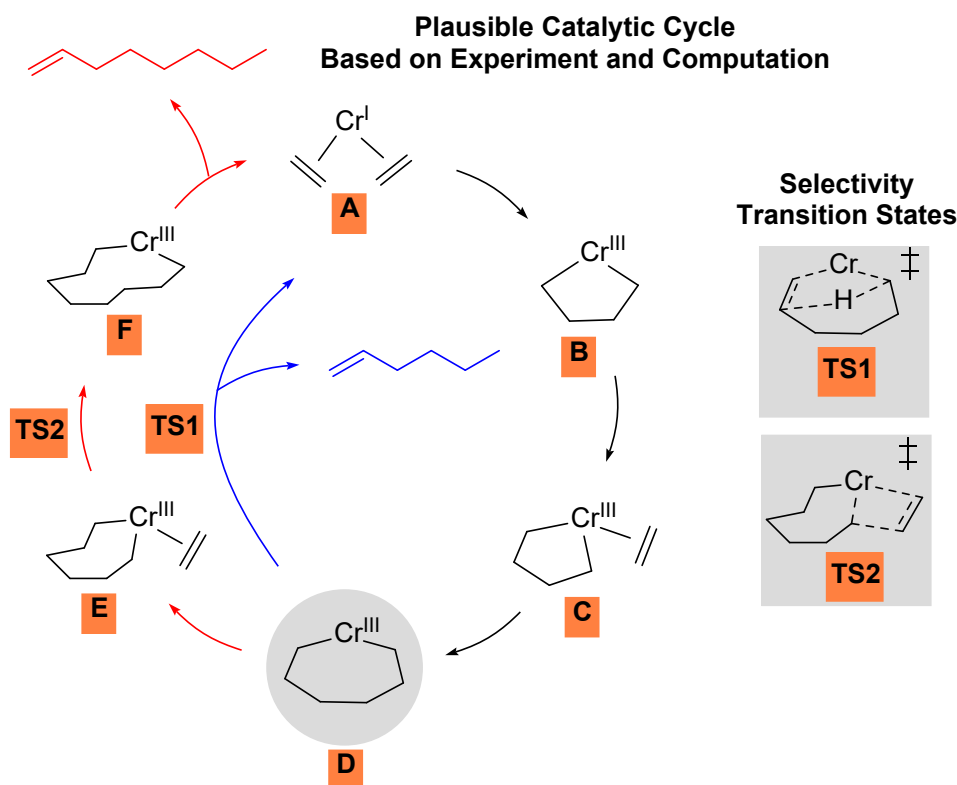 Plausible Catalytic Cycle
Based on Experiment and Computation
Cr^I
A
Cr^III
B
Cr^III
C
Cr^III
D
Cr^III
E
Cr^III
F
TS2
TS1
Selectivity
Transition States
Cr
H
‡
TS1
Cr
‡
TS2